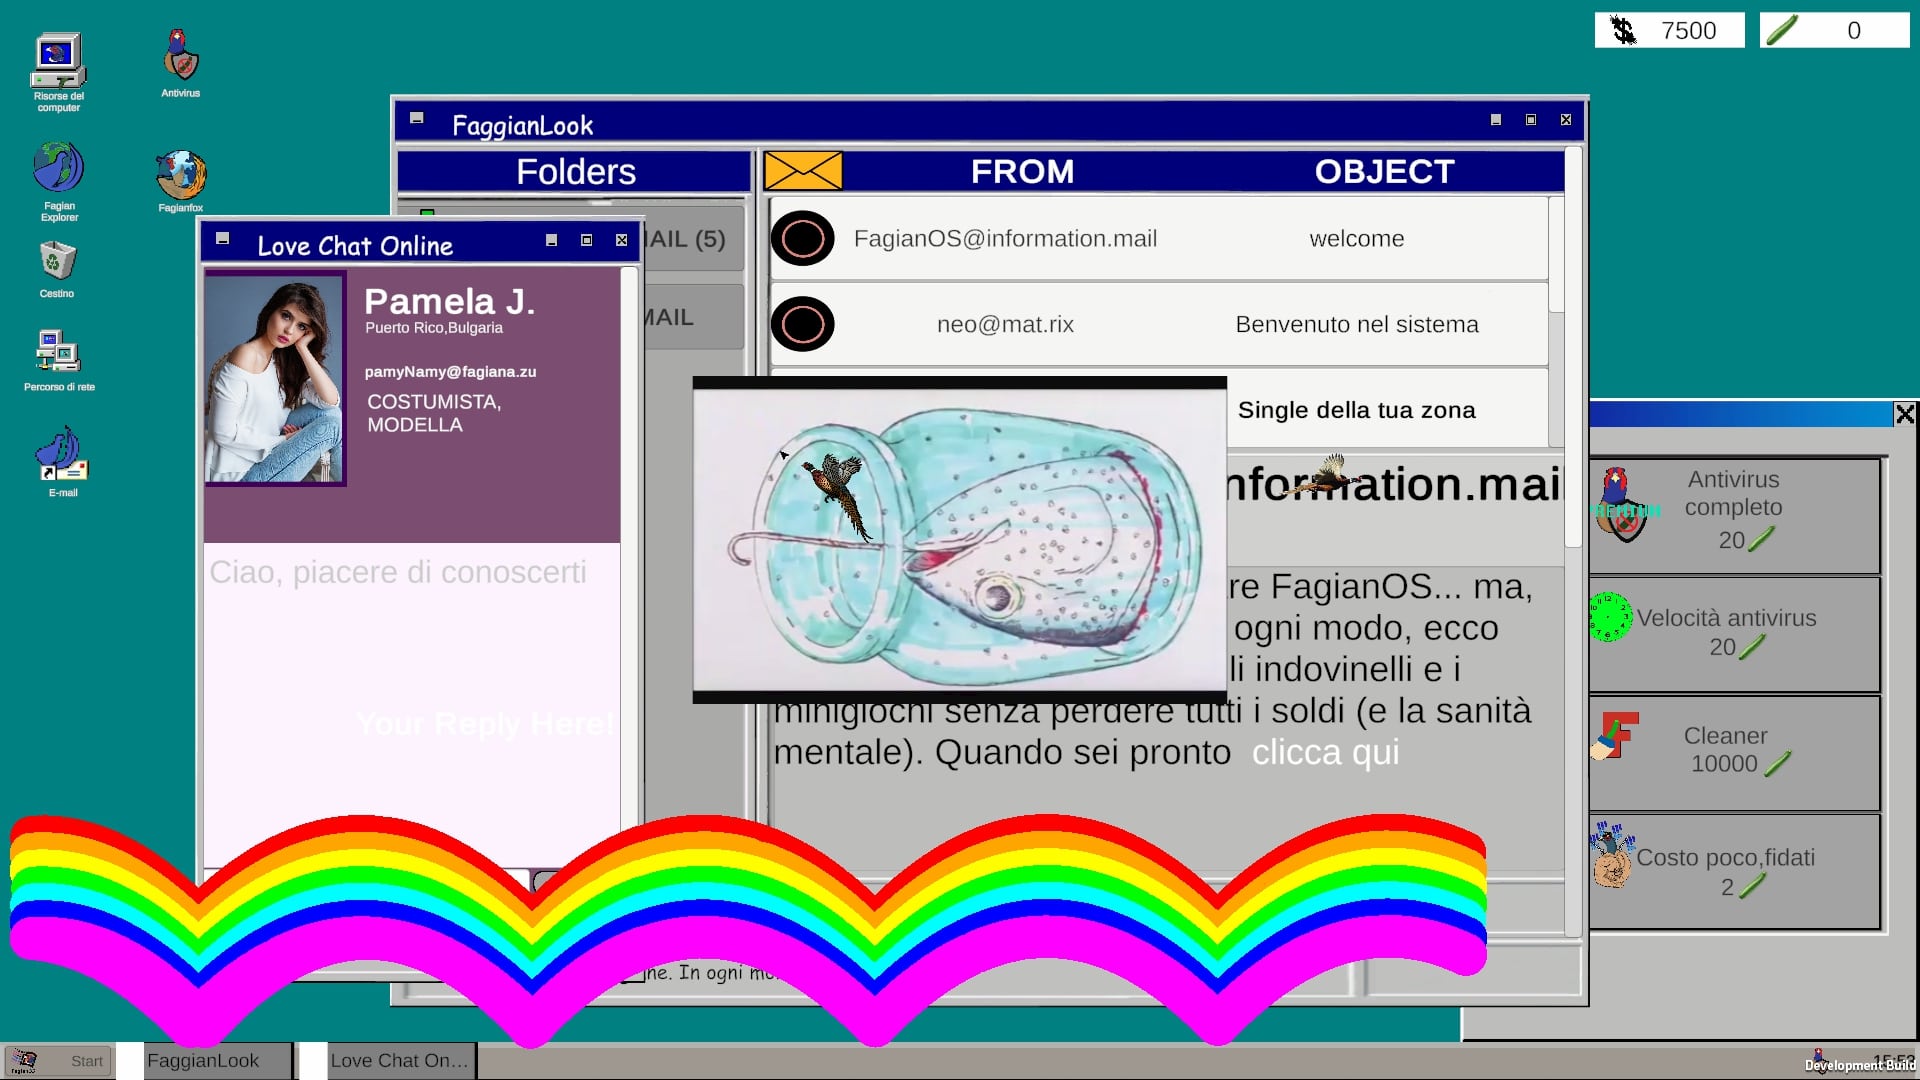 7500
0
Risorse del
computer
Antivirus
Fagian
Explorer
Fagianfox
Cestino
Percorso di rete
E-mail
FaggianLook
Folders
FROM
OBJECT
AIL (5)
MAIL
FagianOS@information.mail
welcome
neo@mat.rix
Benvenuto nel sistema
Single della tua zona
nformation.mail
re FagianOS... ma,
ogni modo, ecco
li indovinelli e i
minigiochi senza perdere tutti i soldi (e la sanità
mentale). Quando sei pronto clicca qui
ne. In ogni mo
Love Chat Online
Pamela J.
Puerto Rico,Bulgaria
pamyNamy@fagiana.zu
COSTUMISTA,
MODELLA
Ciao, piacere di conoscerti
Your Reply Here!
PREMIUM
Antivirus
completo
20
Velocità antivirus
20
Cleaner
10000
Costo poco,fidati
2
Start
FaggianLook
Love Chat On...
15:53
Development Build